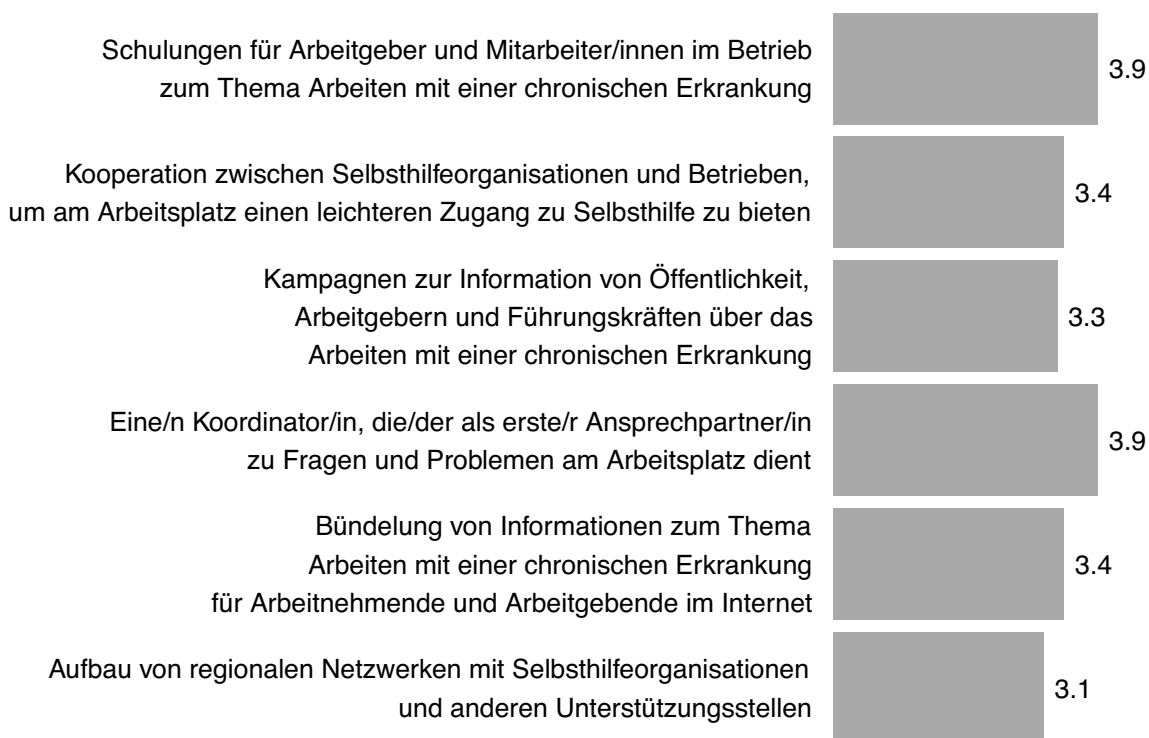 Schulungen für Arbeitgeber und Mitarbeiter/innen im Betrieb
zum Thema Arbeiten mit einer chronischen Erkrankung
3.9
Kooperation zwischen Selbsthilfeorganisationen und Betrieben,
um am Arbeitsplatz einen leichteren Zugang zu Selbsthilfe zu bieten
3.4
Kampagnen zur Information von Öffentlichkeit,
Arbeitgebern und Führungskräften über das
Arbeiten mit einer chronischen Erkrankung
3.3
Eine/n Koordinator/in, die/der als erste/r Ansprechpartner/in
zu Fragen und Problemen am Arbeitsplatz dient
3.9
Bündelung von Informationen zum Thema
Arbeiten mit einer chronischen Erkrankung
für Arbeitnehmende und Arbeitgebende im Internet
3.4
Aufbau von regionalen Netzwerken mit Selbsthilfeorganisationen
und anderen Unterstützungsstellen
3.1